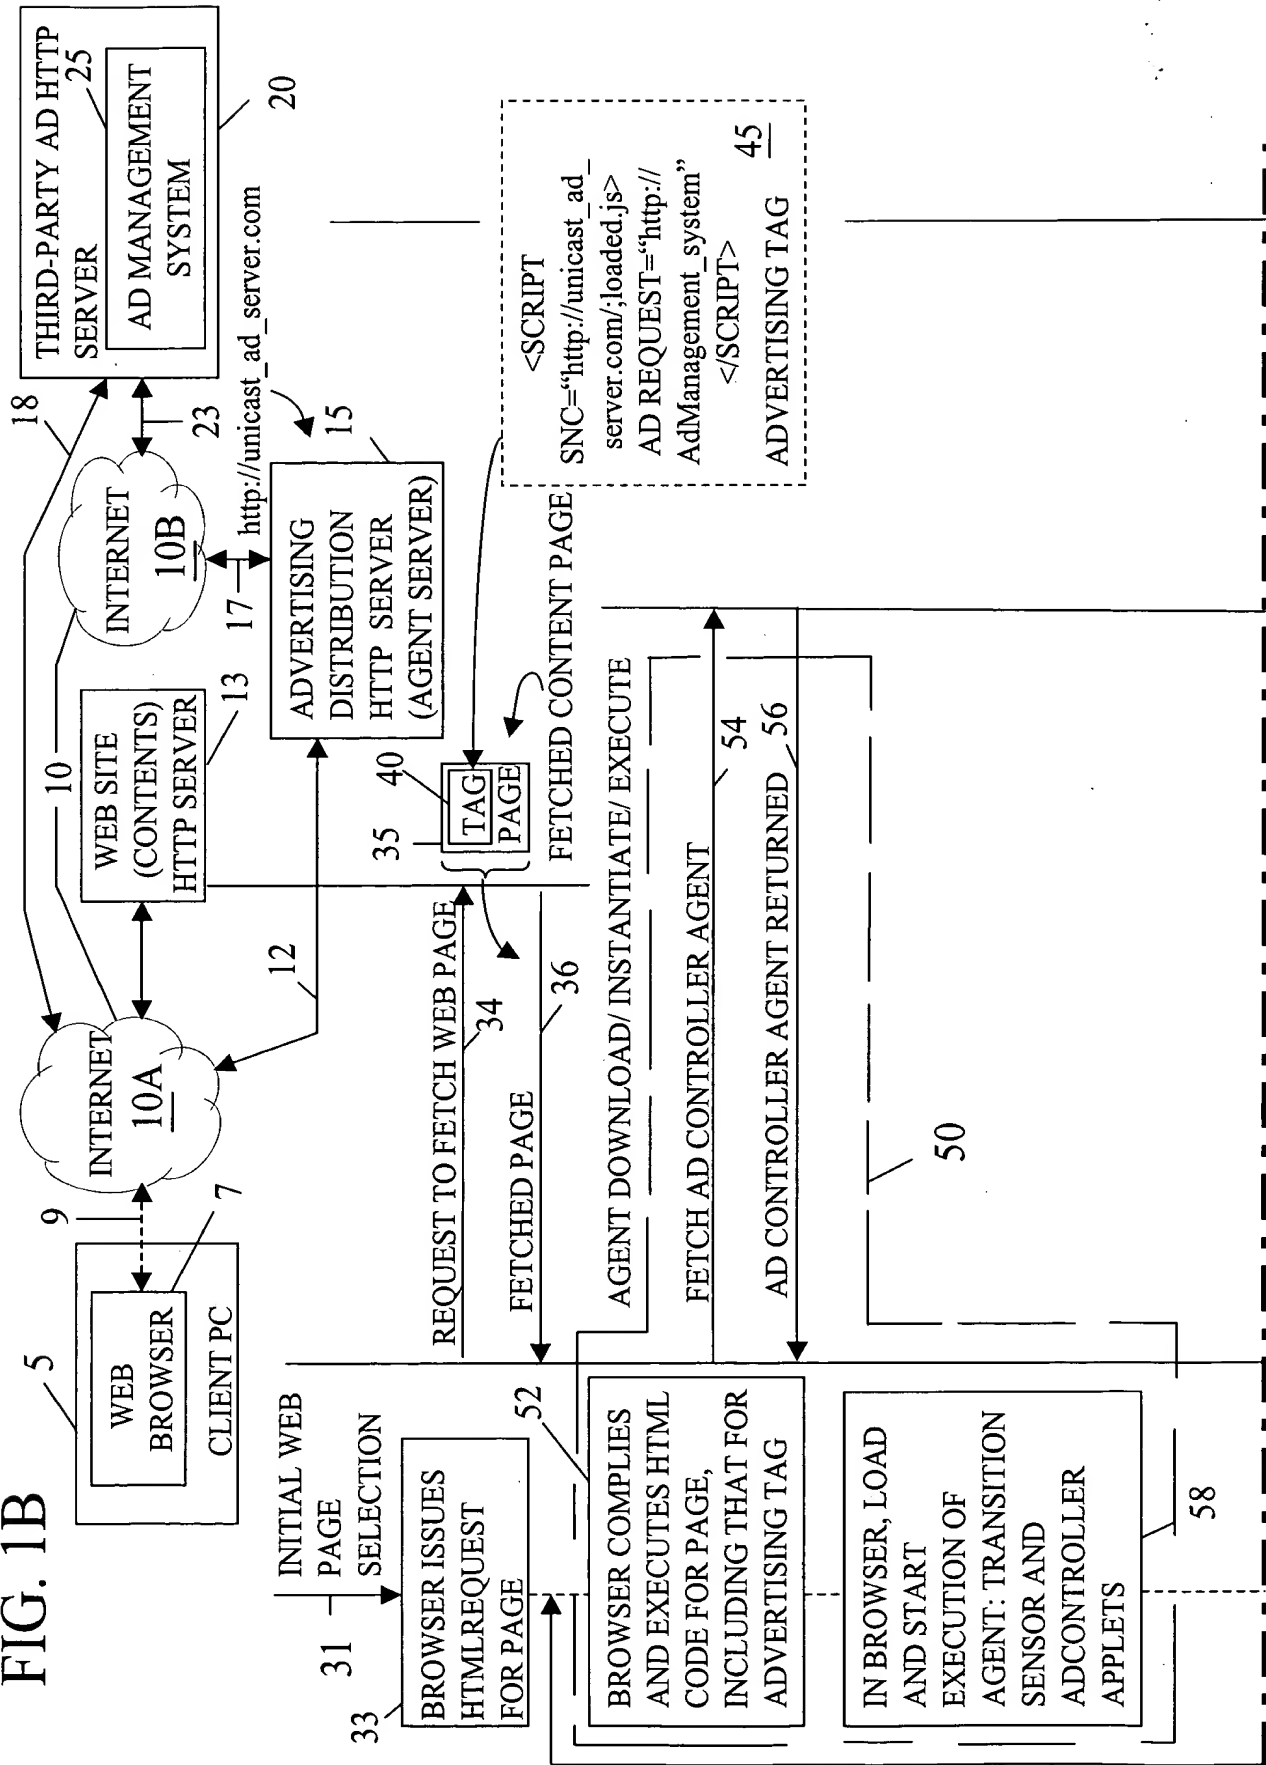 FIG. 1B
5
WEB
BROWSER
CLIENT PC
7
9
INTERNET
10A
10
18
WEB SITE
(CONTENTS)
HTTP SERVER
13
INTERNET
10B
THIRD-PARTY AD HTTP
SERVER
25
AD MANAGEMENT
SYSTEM
20
23
17
http://unicast_ad_server.com
12
ADVERTISING
DISTRIBUTION
HTTP SERVER
(AGENT SERVER)
15
INITIAL WEB
PAGE
SELECTION
31
33
BROWSER ISSUES
HTMLREQUEST
FOR PAGE
REQUEST TO FETCH WEB PAGE
34
35
40
TAG
PAGE
FETCHED CONTENT PAGE
FETCHED PAGE
36
<SCRIPT
SNC=“http://unicast_ad_
server.com/;loaded.js>
AD REQUEST=“http://
AdManagement_system”
</SCRIPT>
45
ADVERTISING TAG
52
BROWSER COMPLIES
AND EXECUTES HTML
CODE FOR PAGE,
INCLUDING THAT FOR
ADVERTISING TAG
AGENT DOWNLOAD/ INSTANTIATE/ EXECUTE
FETCH AD CONTROLLER AGENT
54
AD CONTROLLER AGENT RETURNED
56
50
IN BROWSER, LOAD
AND START
EXECUTION OF
AGENT: TRANSITION
SENSOR AND
ADCONTROLLER
APPLETS
58